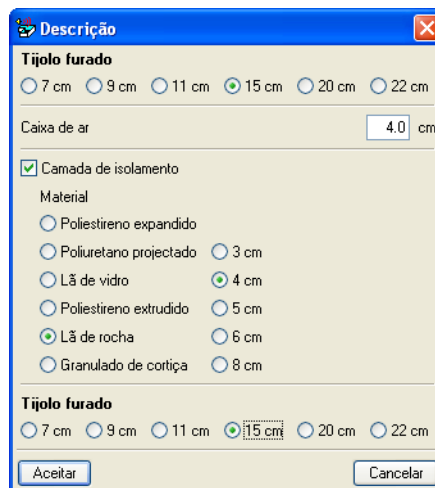 Descrição
Tijolo furado
7 cm 9 cm 11 cm 15 cm 20 cm 22 cm
Caixa de ar 4.0 cm
Camada de isolamento
Material
Poliestireno expandido
Poliuretano projectado 3 cm
Lã de vidro 4 cm
Poliestireno extrudido 5 cm
Lã de rocha 6 cm
Granulado de cortiça 8 cm
Tijolo furado
7 cm 9 cm 11 cm 15 cm 20 cm 22 cm
Aceitar Cancelar